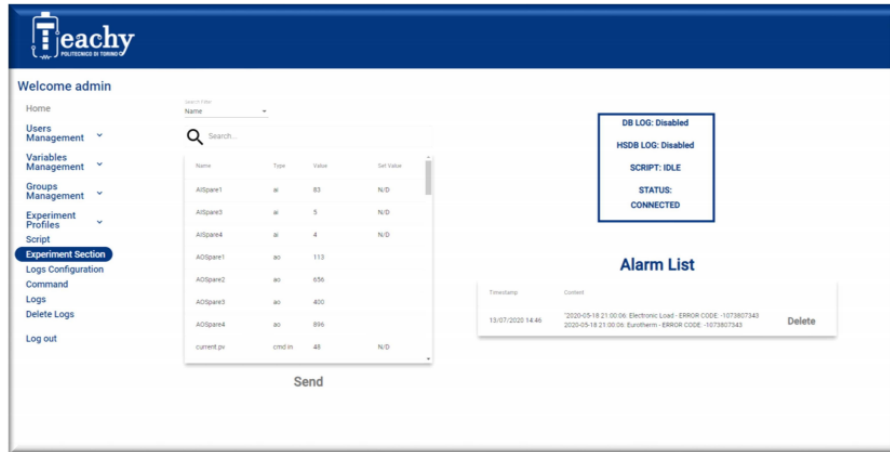 Teachy
POLITECNICO DI TORINO
Welcome admin
Home
Users
Management
Variables
Management
Groups
Management
Experiment
Profiles
Script
Experiment Section
Logs Configuration
Command
Logs
Delete Logs
Log out
Search Filter
Name
Search...
Name Type Value Set Value
AISpare1 ai 83 N/D
AISpare3 ai 5 N/D
AISpare4 ai 4 N/D
AOSpare1 ao 113
AOSpare2 ao 656
AOSpare3 ao 400
AOSpare4 ao 896
current.pv cmd in 48 N/D
Send
DB LOG: Disabled
HSDB LOG: Disabled
SCRIPT: IDLE
STATUS:
CONNECTED
Alarm List
Timestamp Content
13/07/2020 14:46 "2020-05-18 21:00:06: Electronic Load - ERROR CODE: -1073807343
2020-05-18 21:00:06: Eurotherm - ERROR CODE: -1073807343
Delete